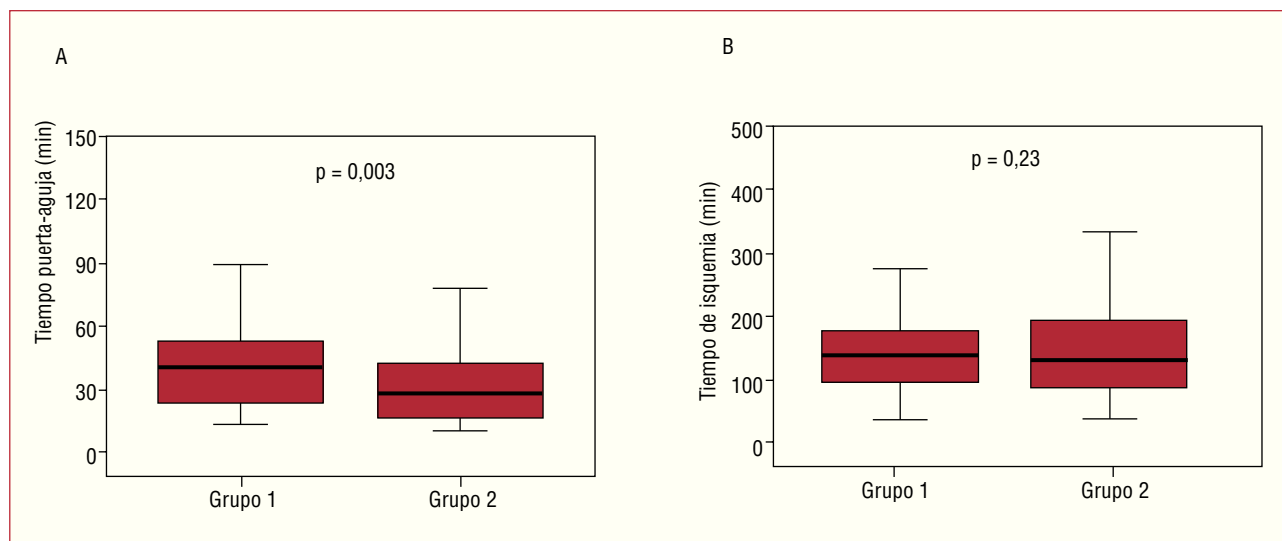 A
Tiempo puerta-aguja (min)
150
120
90
60
30
0
p = 0,003
Grupo 1
Grupo 2
B
Tiempo de isquemia (min)
500
400
300
200
100
0
p = 0,23
Grupo 1
Grupo 2